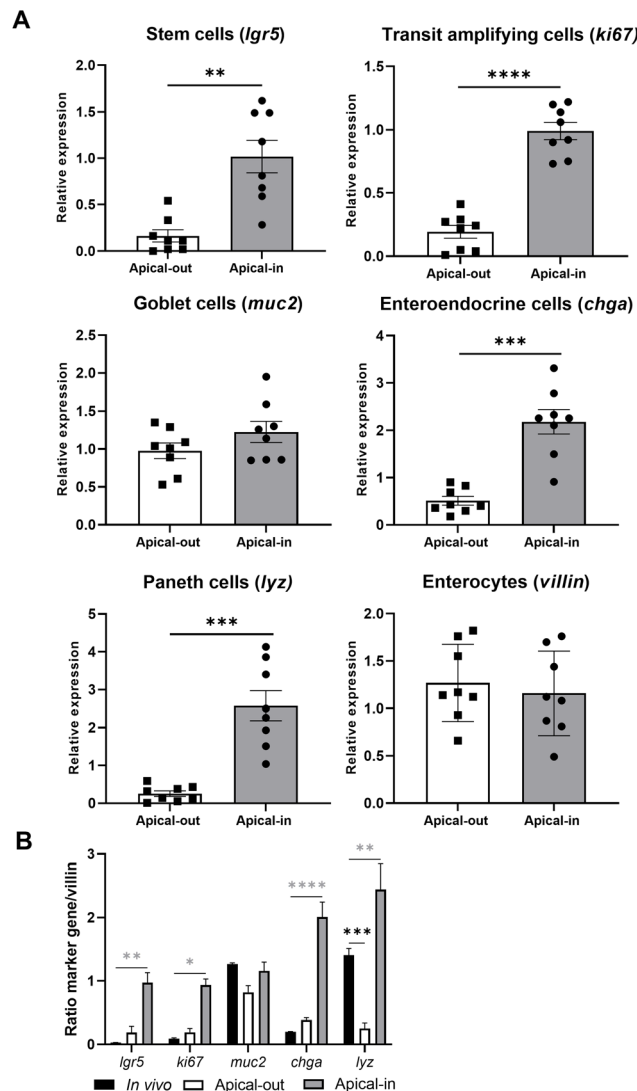 A
Stem cells (lgr5)
Relative expression
2.0
1.5
1.0
0.5
0.0
**
Apical-out Apical-in
Transit amplifying cells (ki67)
Relative expression
1.5
1.0
0.5
0.0
****
Apical-out Apical-in
Goblet cells (muc2)
Relative expression
2.5
2.0
1.5
1.0
0.5
0.0
Apical-out Apical-in
Enteroendocrine cells (chga)
Relative expression
4
3
2
1
0
***
Apical-out Apical-in
Paneth cells (lyz)
Relative expression
5
4
3
2
1
0
***
Apical-out Apical-in
Enterocytes (villin)
Relative expression
2.0
1.5
1.0
0.5
0.0
Apical-out Apical-in
B
Ratio marker gene/villin
3
2
1
0
**
*
****
***
**
lgr5 ki67 muc2 chga lyz
In vivo Apical-out Apical-in